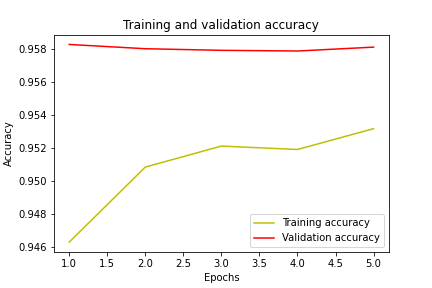 Training and validation accuracy
0.958
0.956
0.954
0.952
0.950
0.948
0.946
Accuracy
Training accuracy
Validation accuracy
1.0 1.5 2.0 2.5 3.0 3.5 4.0 4.5 5.0
Epochs